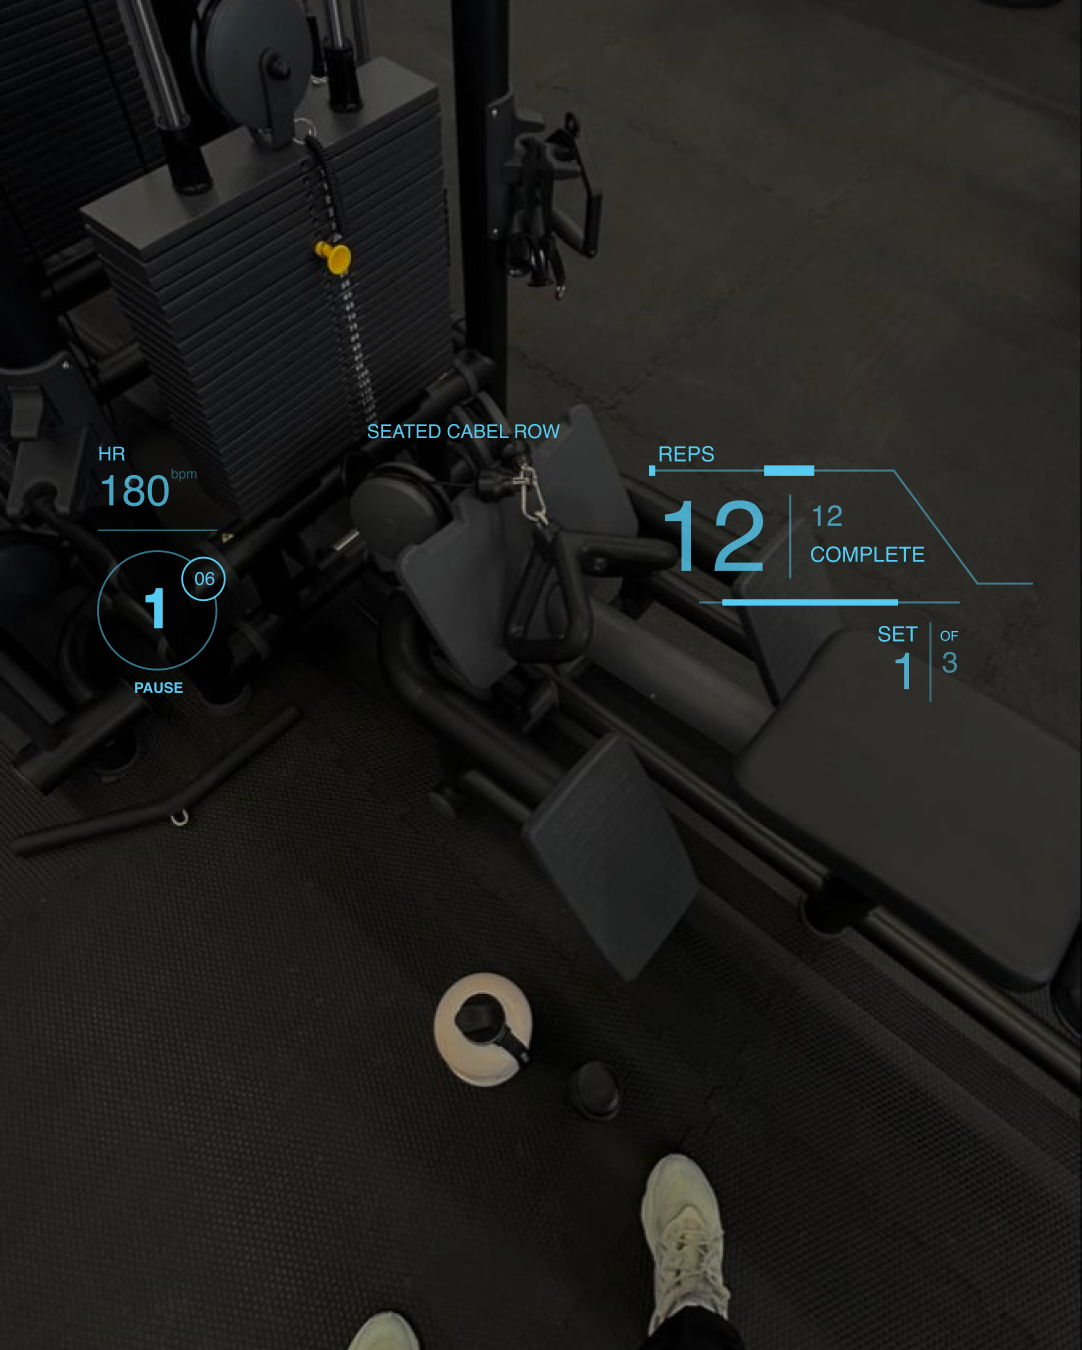 SEATED CABEL ROW
HR
180 bpm
06
1
PAUSE
REPS
12
12
COMPLETE
SET
1
OF
3